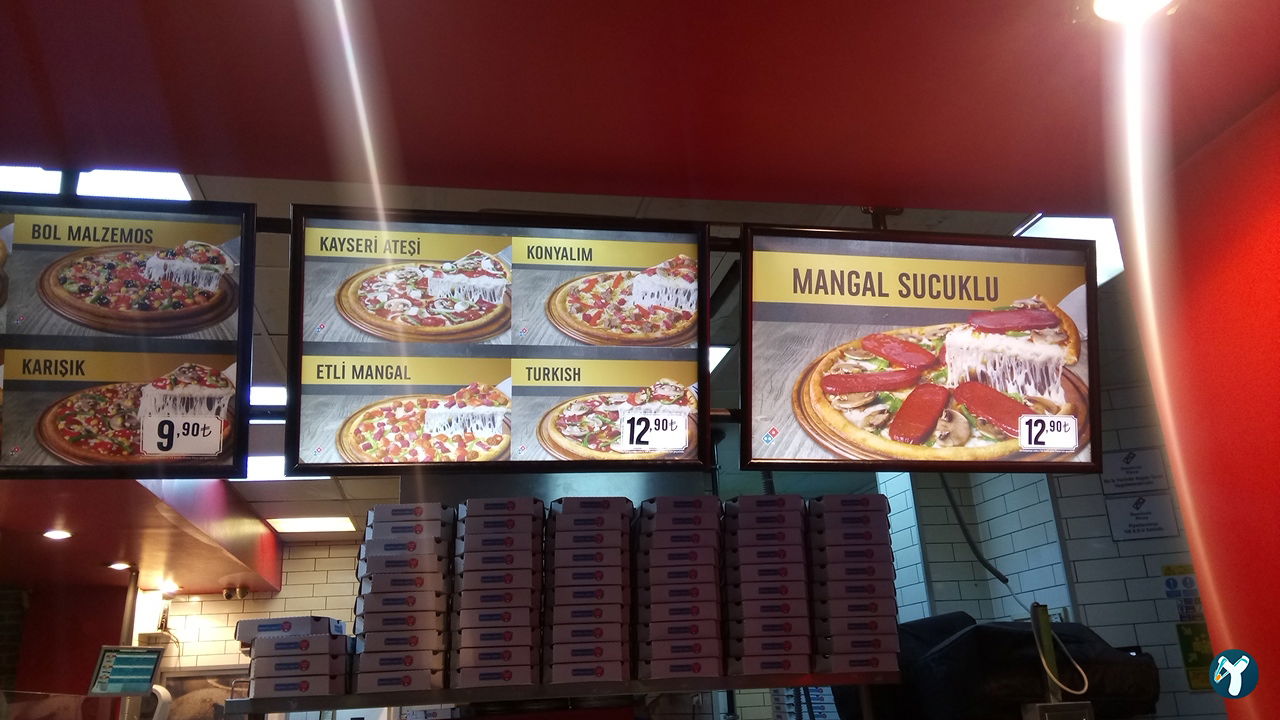 BOL MALZEMOS
KARIŞIK
9,90₺
KAYSERİ ATEŞİ
KONYALIM
ETLİ MANGAL
TURKISH
12,90₺
MANGAL SUCUKLU
12,90₺